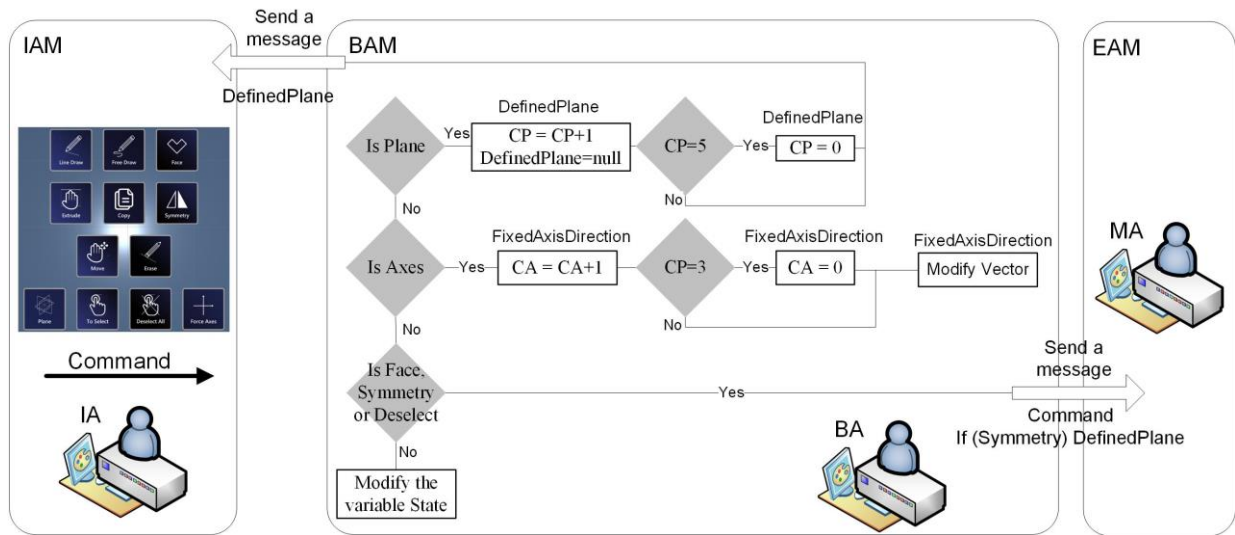 Send a
message
IAM
DefinedPlane
Line Draw
Free Draw
Face
Extrude
Copy
Symmetry
Move
Erase
Plane
To Select
Deselect All
Force Axes
Command
IA
BAM
Is Plane
Yes
DefinedPlane
CP = CP+1
DefinedPlane=null
CP=5
Yes
DefinedPlane
CP = 0
No
No
Is Axes
Yes
FixedAxisDirection
CA = CA+1
CP=3
Yes
FixedAxisDirection
CA = 0
FixedAxisDirection
Modify Vector
No
No
Is Face,
Symmetry
or Deselect
Yes
No
Modify the
variable State
BA
EAM
MA
Send a
message
Command
If (Symmetry) DefinedPlane